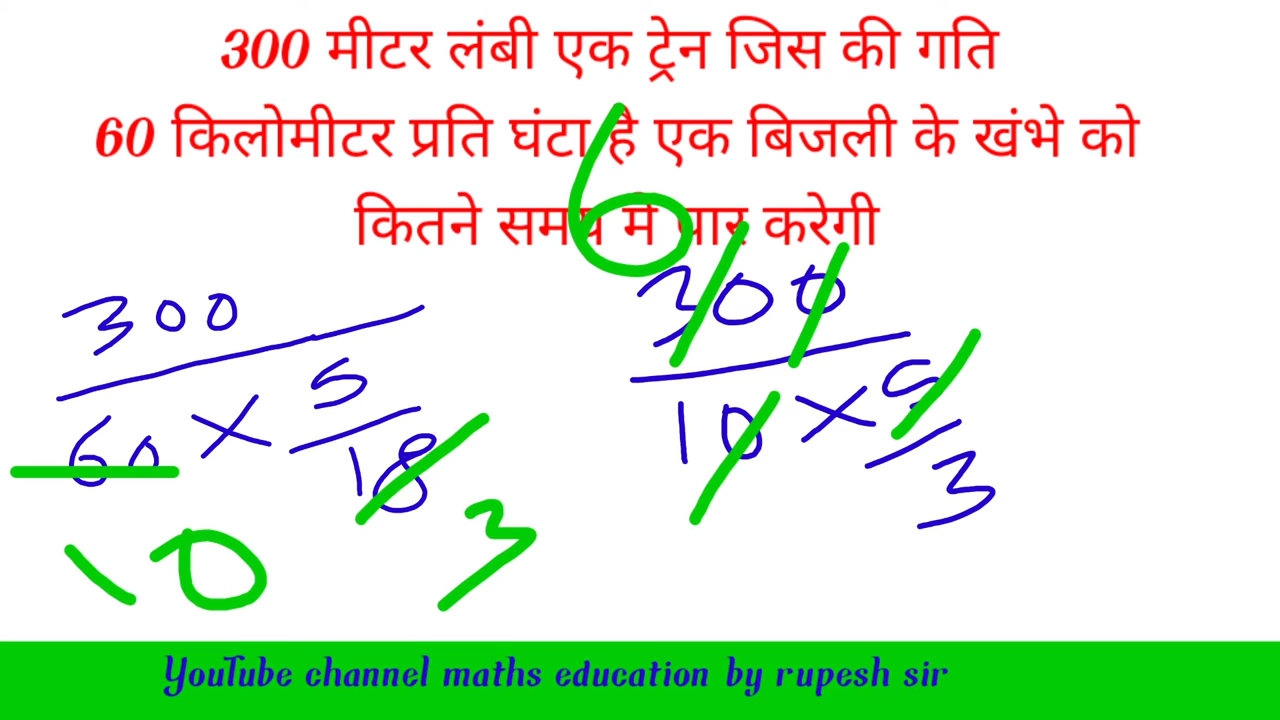 300 मीटर लंबी एक ट्रेन जिस की गति
60 किलोमीटर प्रति घंटा है एक बिजली के खंभे को
कितने समय में पार करेगी
6
300
60 × 5
18
10
3
300
10 × 5
3
YouTube channel maths education by rupesh sir